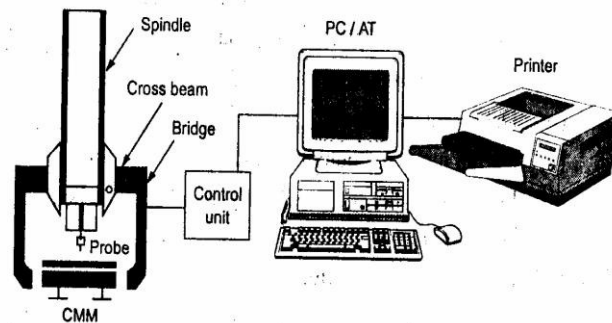 Spindle
PC / AT
Printer
Cross beam
Bridge
Control
unit
Probe
CMM